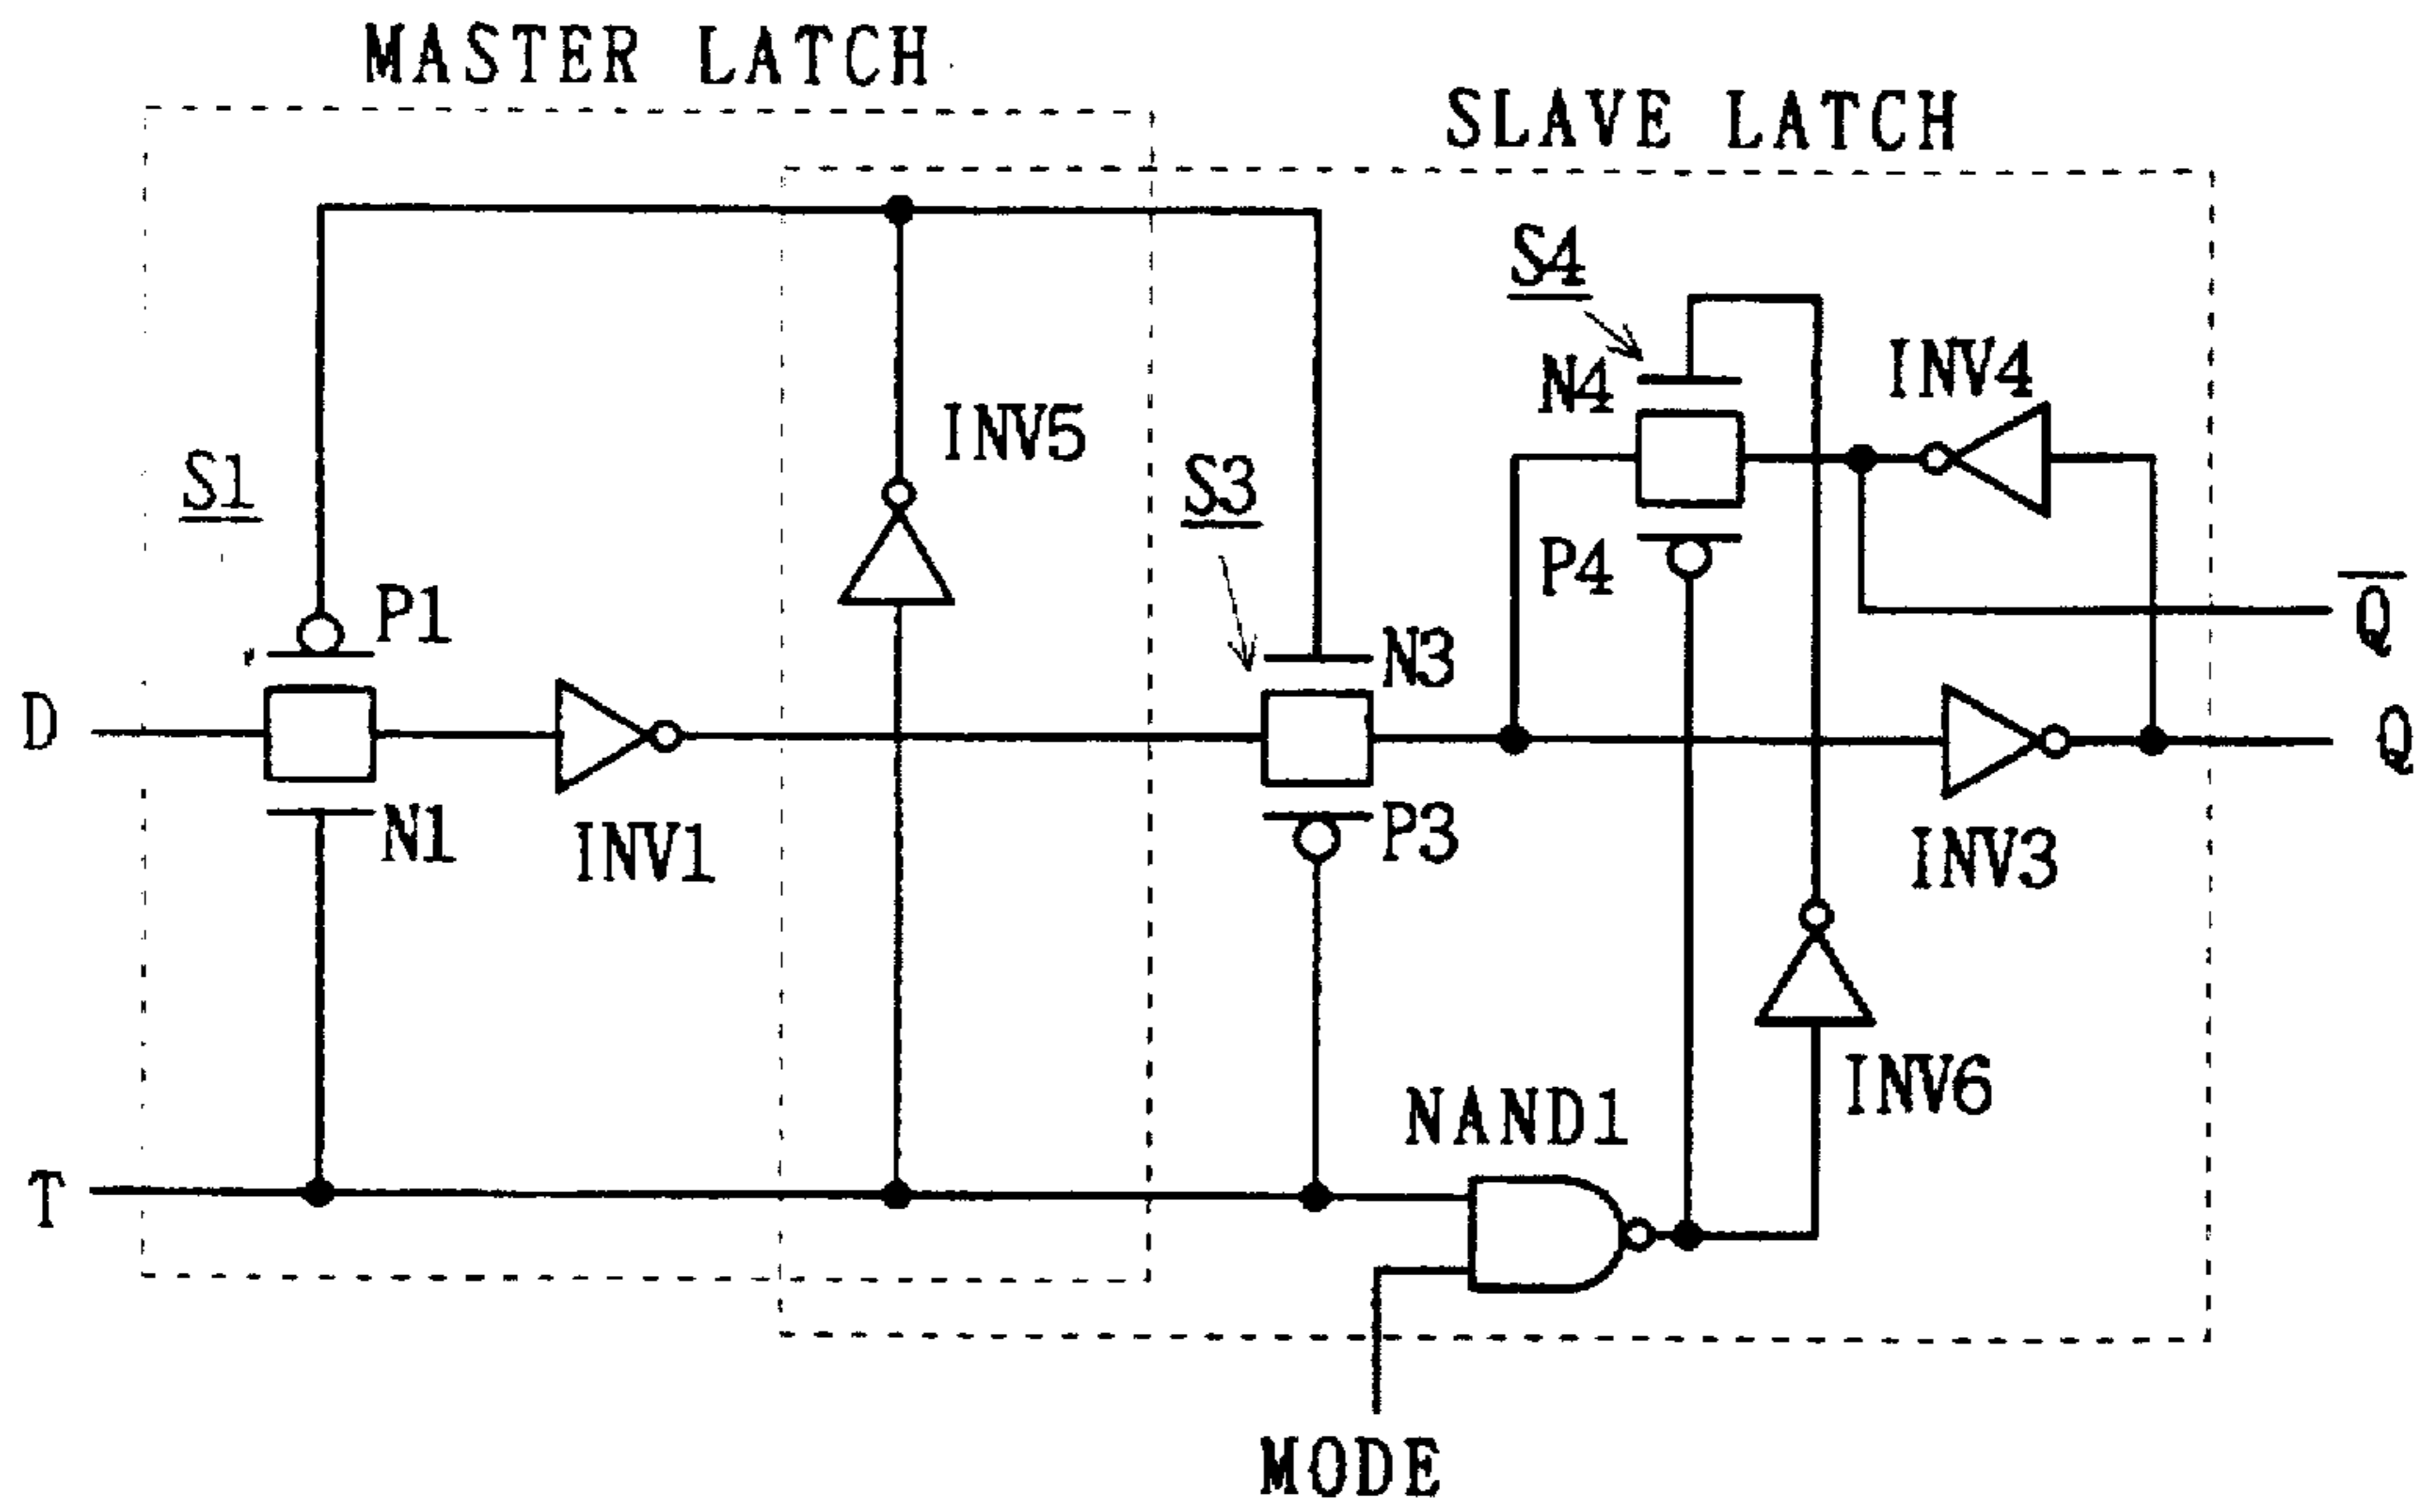 MASTER LATCH
SLAVE LATCH
S4
N4
INV4
INV5
S1
S3
P4
P1
Q̅
N3
D
Q
N1
INV1
P3
INV3
INV6
NAND1
T
MODE